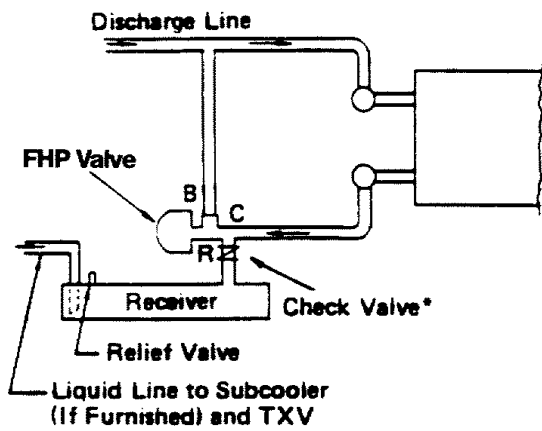 Discharge Line
FHP Valve
B
C
R
Receiver
Check Valve*
Relief Valve
Liquid Line to Subcooler
(If Furnished) and TXV